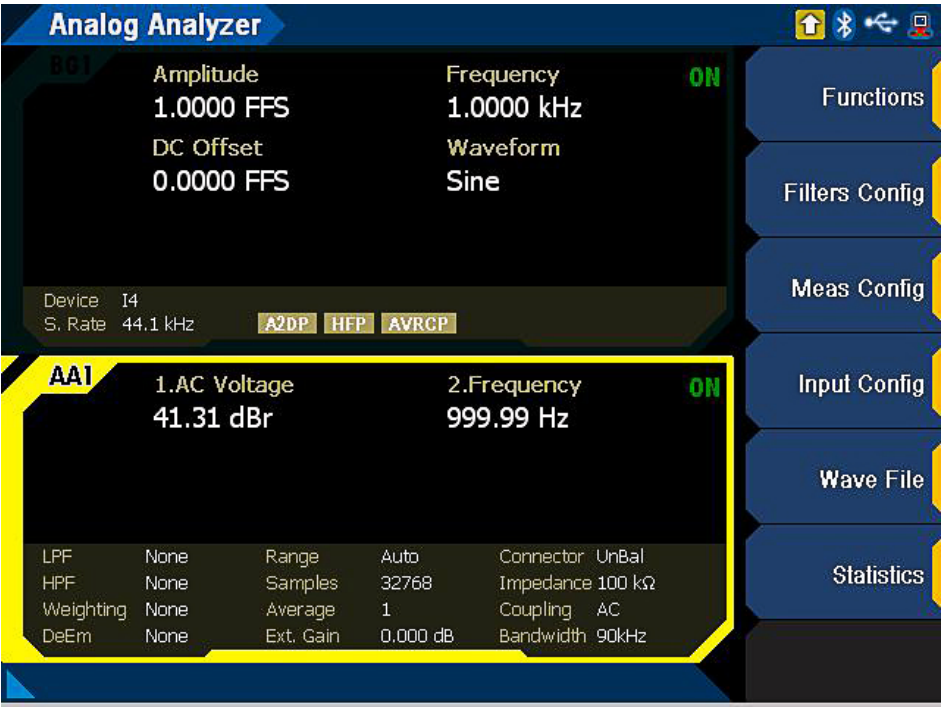 Analog Analyzer
BO1
Amplitude Frequency ON
1.0000 FFS 1.0000 kHz
DC Offset Waveform
0.0000 FFS Sine
Device I4
S. Rate 44.1 kHz A2DP HFP AVRCP
AA1
1.AC Voltage 2.Frequency ON
41.31 dBr 999.99 Hz
LPF None Range Auto Connector UnBal
HPF None Samples 32768 Impedance 100 kΩ
Weighting None Average 1 Coupling AC
DeEm None Ext. Gain 0.000 dB Bandwidth 90kHz
Functions
Filters Config
Meas Config
Input Config
Wave File
Statistics